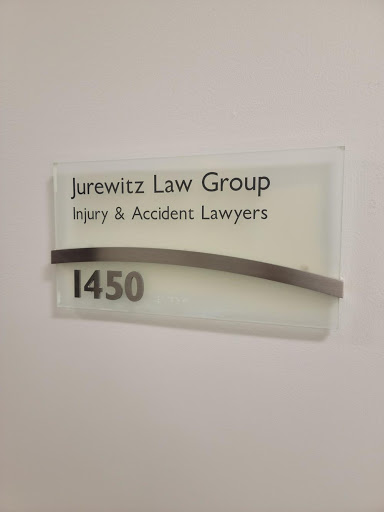 Jurewitz Law Group
Injury & Accident Lawyers
1450